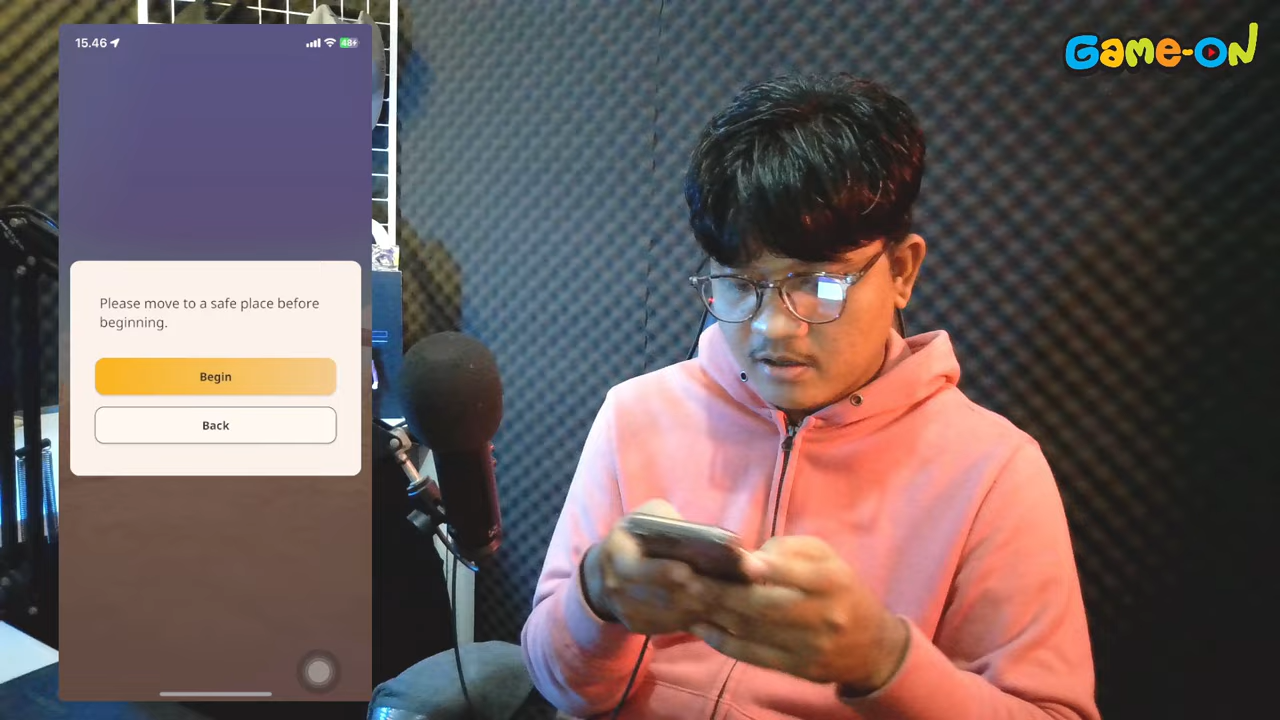 15.46
48
GAME-ON
Please move to a safe place before
beginning.
Begin
Back